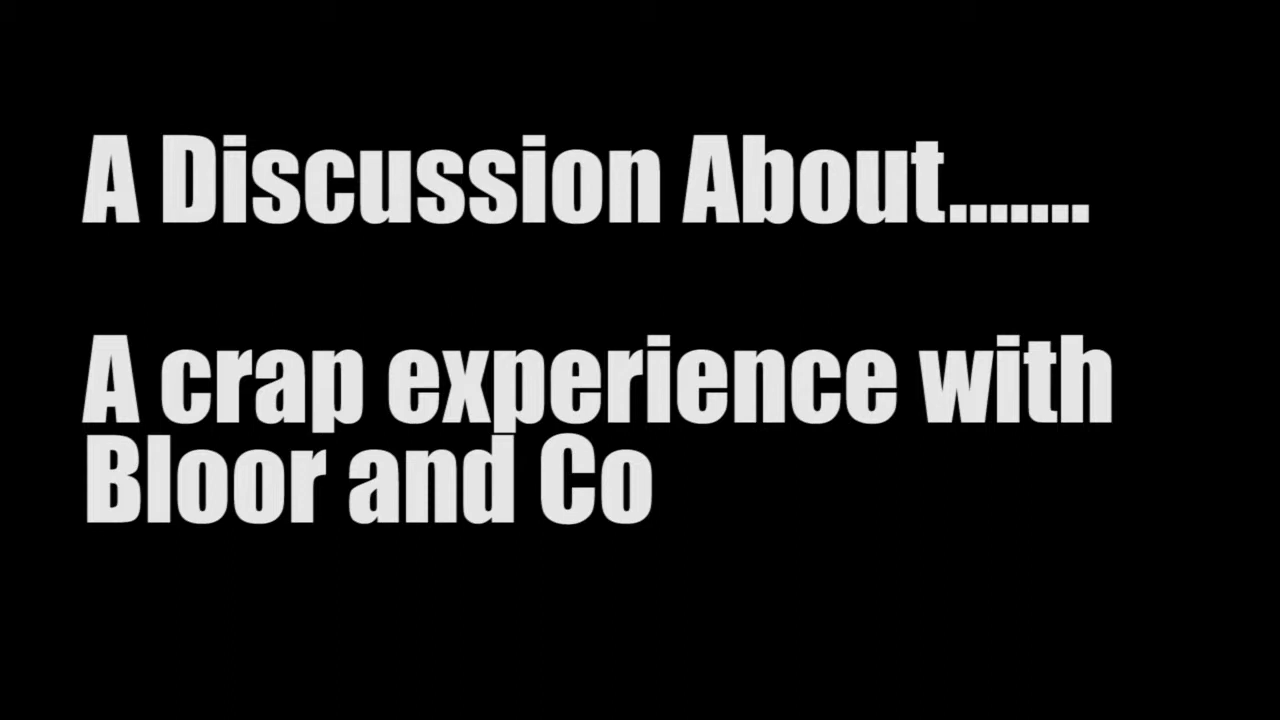 A Discussion About.......
A crap experience with
Bloor and Co